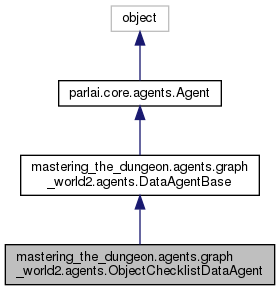 object
parlai.core.agents.Agent
mastering_the_dungeon.agents.graph
_world2.agents.DataAgentBase
mastering_the_dungeon.agents.graph
_world2.agents.ObjectChecklistDataAgent